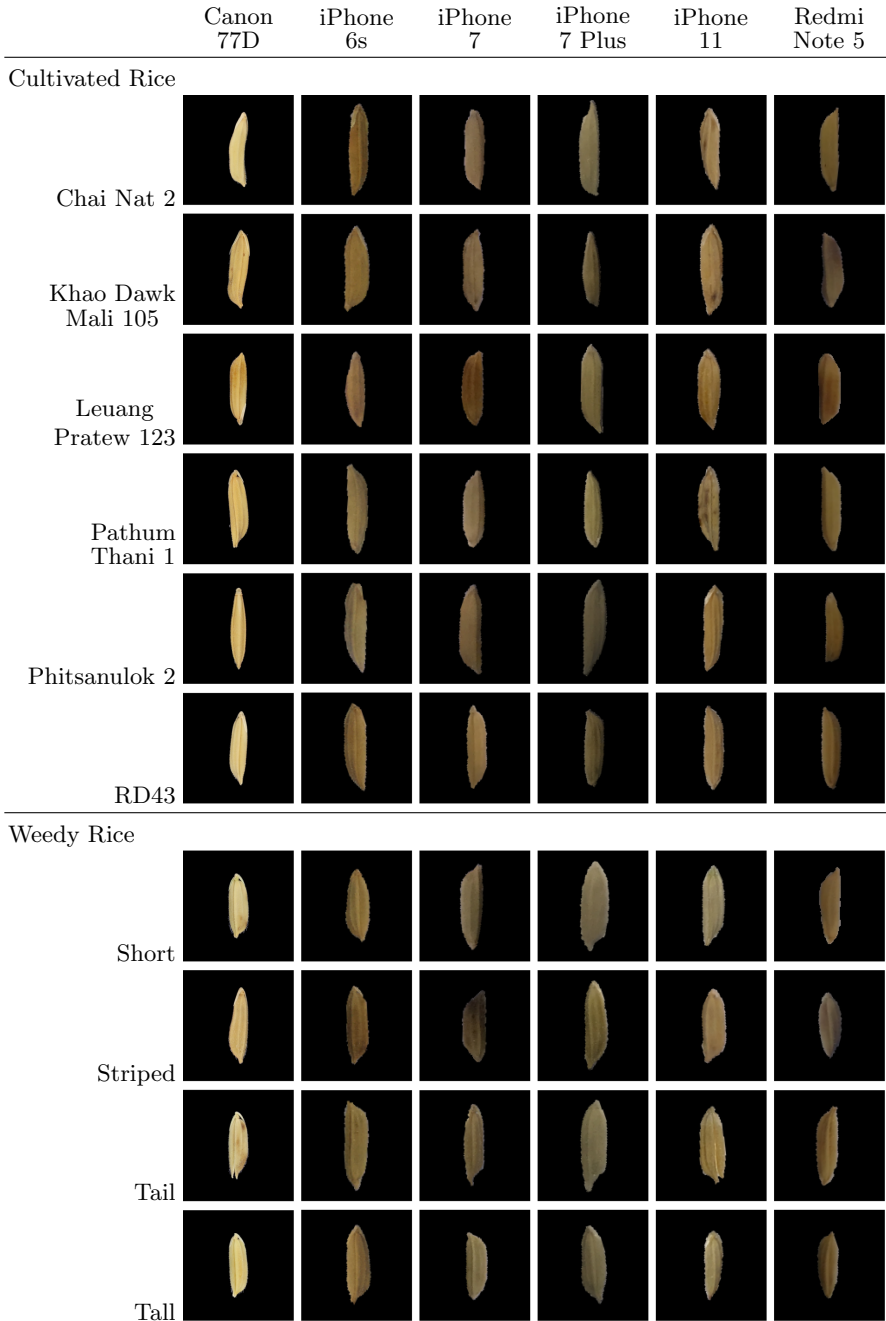 Canon iPhone iPhone iPhone iPhone Redmi
77D 6s 7 7 Plus 11 Note 5
Cultivated Rice
Chai Nat 2
Khao Dawk
Mali 105
Leuang
Pratew 123
Pathum
Thani 1
Phitsanulok 2
RD43
Weedy Rice
Short
Striped
Tail
Tall